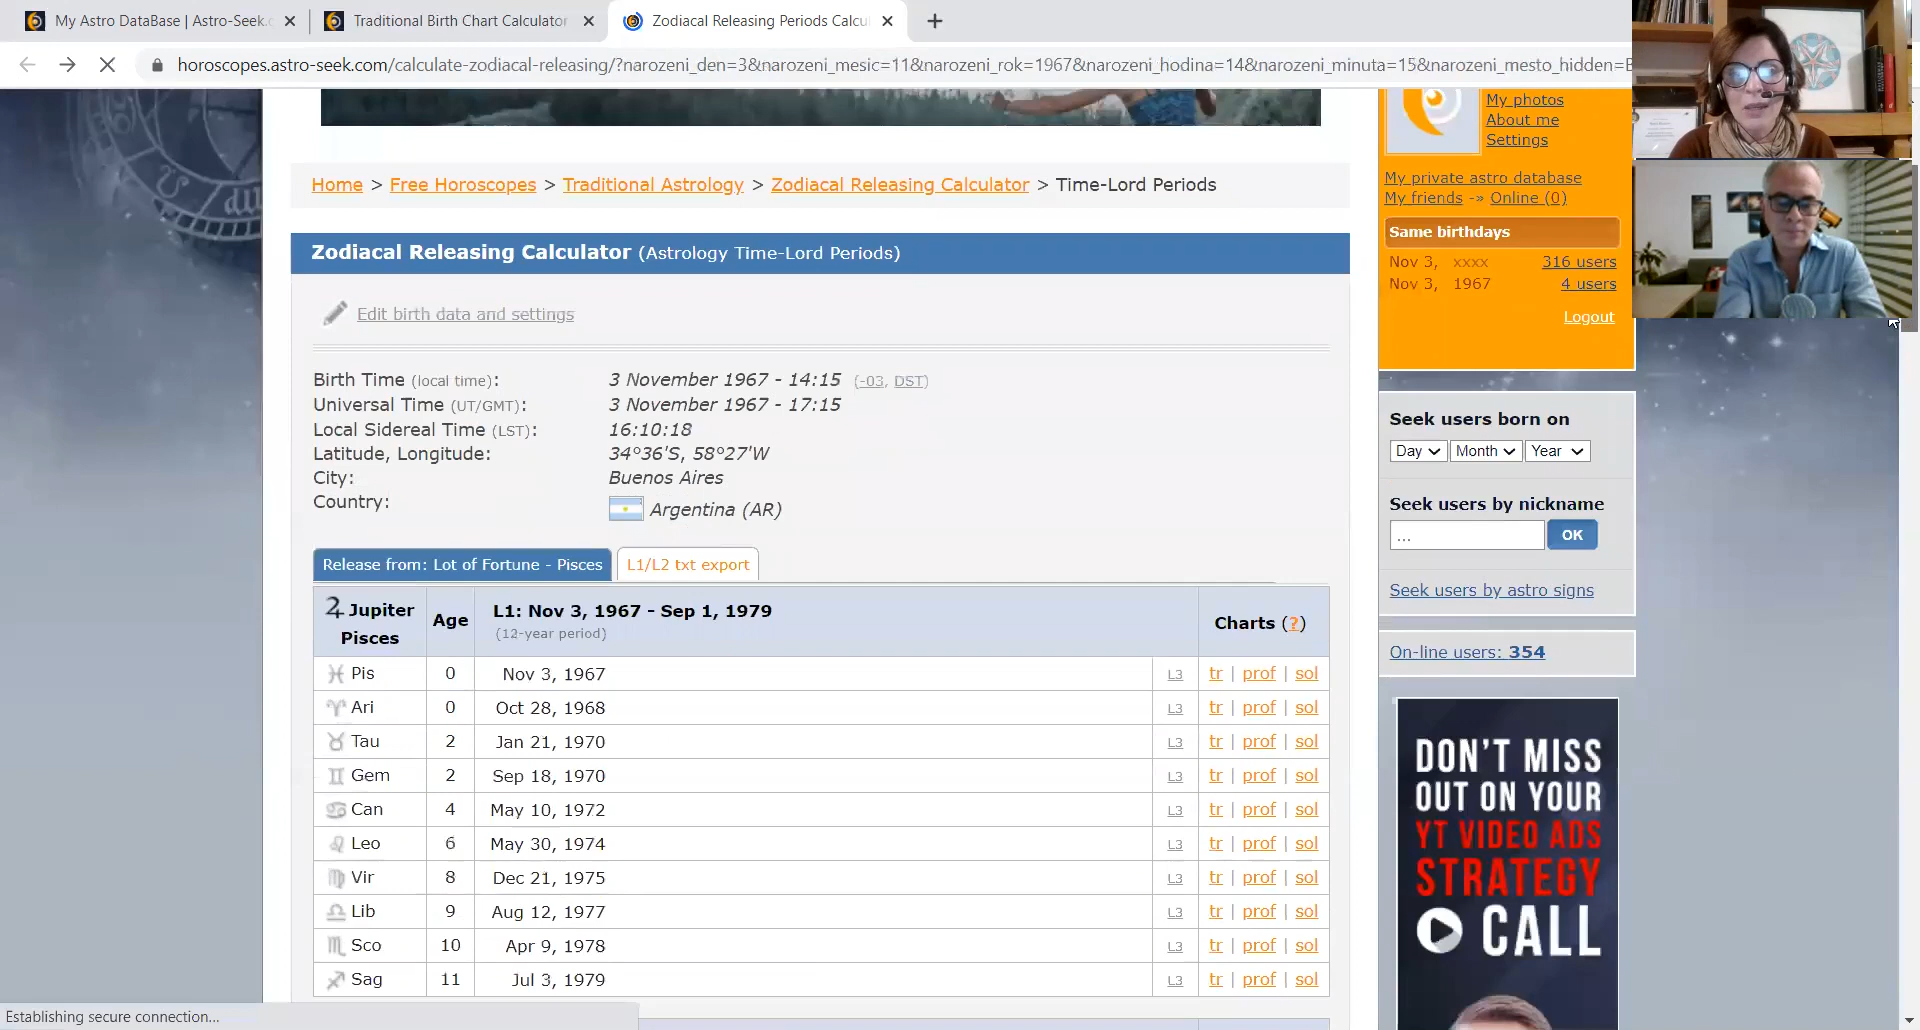 My Astro DataBase | Astro-Seek.c
Traditional Birth Chart Calculator
Zodiacal Releasing Periods Calcu
horoscopes.astro-seek.com/calculate-zodiacal-releasing/?narozeni_den=3&narozeni_mesic=11&narozeni_rok=1967&narozeni_hodina=14&narozeni_minuta=15&narozeni_mesto_hidden=B
My photos
About me
Settings
Home > Free Horoscopes > Traditional Astrology > Zodiacal Releasing Calculator > Time-Lord Periods
My private astro database
My friends -» Online (0)
Same birthdays
Nov 3, xxxx 316 users
Nov 3, 1967 4 users
Logout
Zodiacal Releasing Calculator (Astrology Time-Lord Periods)
Edit birth data and settings
Birth Time (local time): 3 November 1967 - 14:15 (-03, DST)
Universal Time (UT/GMT): 3 November 1967 - 17:15
Local Sidereal Time (LST): 16:10:18
Latitude, Longitude: 34°36'S, 58°27'W
City: Buenos Aires
Country: Argentina (AR)
Seek users born on
Day Month Year
Seek users by nickname
... OK
Seek users by astro signs
On-line users: 354
Release from: Lot of Fortune - Pisces L1/L2 txt export
♃ Jupiter Pisces Age L1: Nov 3, 1967 - Sep 1, 1979 Charts (?)
(12-year period)
♓ Pis 0 Nov 3, 1967 L3 tr | prof | sol
♈ Ari 0 Oct 28, 1968 L3 tr | prof | sol
♉ Tau 2 Jan 21, 1970 L3 tr | prof | sol
♊ Gem 2 Sep 18, 1970 L3 tr | prof | sol
♋ Can 4 May 10, 1972 L3 tr | prof | sol
♌ Leo 6 May 30, 1974 L3 tr | prof | sol
♍ Vir 8 Dec 21, 1975 L3 tr | prof | sol
♎ Lib 9 Aug 12, 1977 L3 tr | prof | sol
♏ Sco 10 Apr 9, 1978 L3 tr | prof | sol
♐ Sag 11 Jul 3, 1979 L3 tr | prof | sol
DON'T MISS
OUT ON YOUR
YT VIDEO ADS
STRATEGY
CALL
Establishing secure connection...